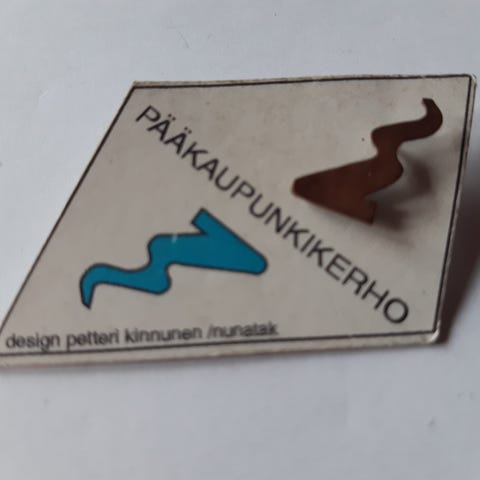 PÄÄKAUPUNKIKERHO
design petteri kinnunen /nunatak